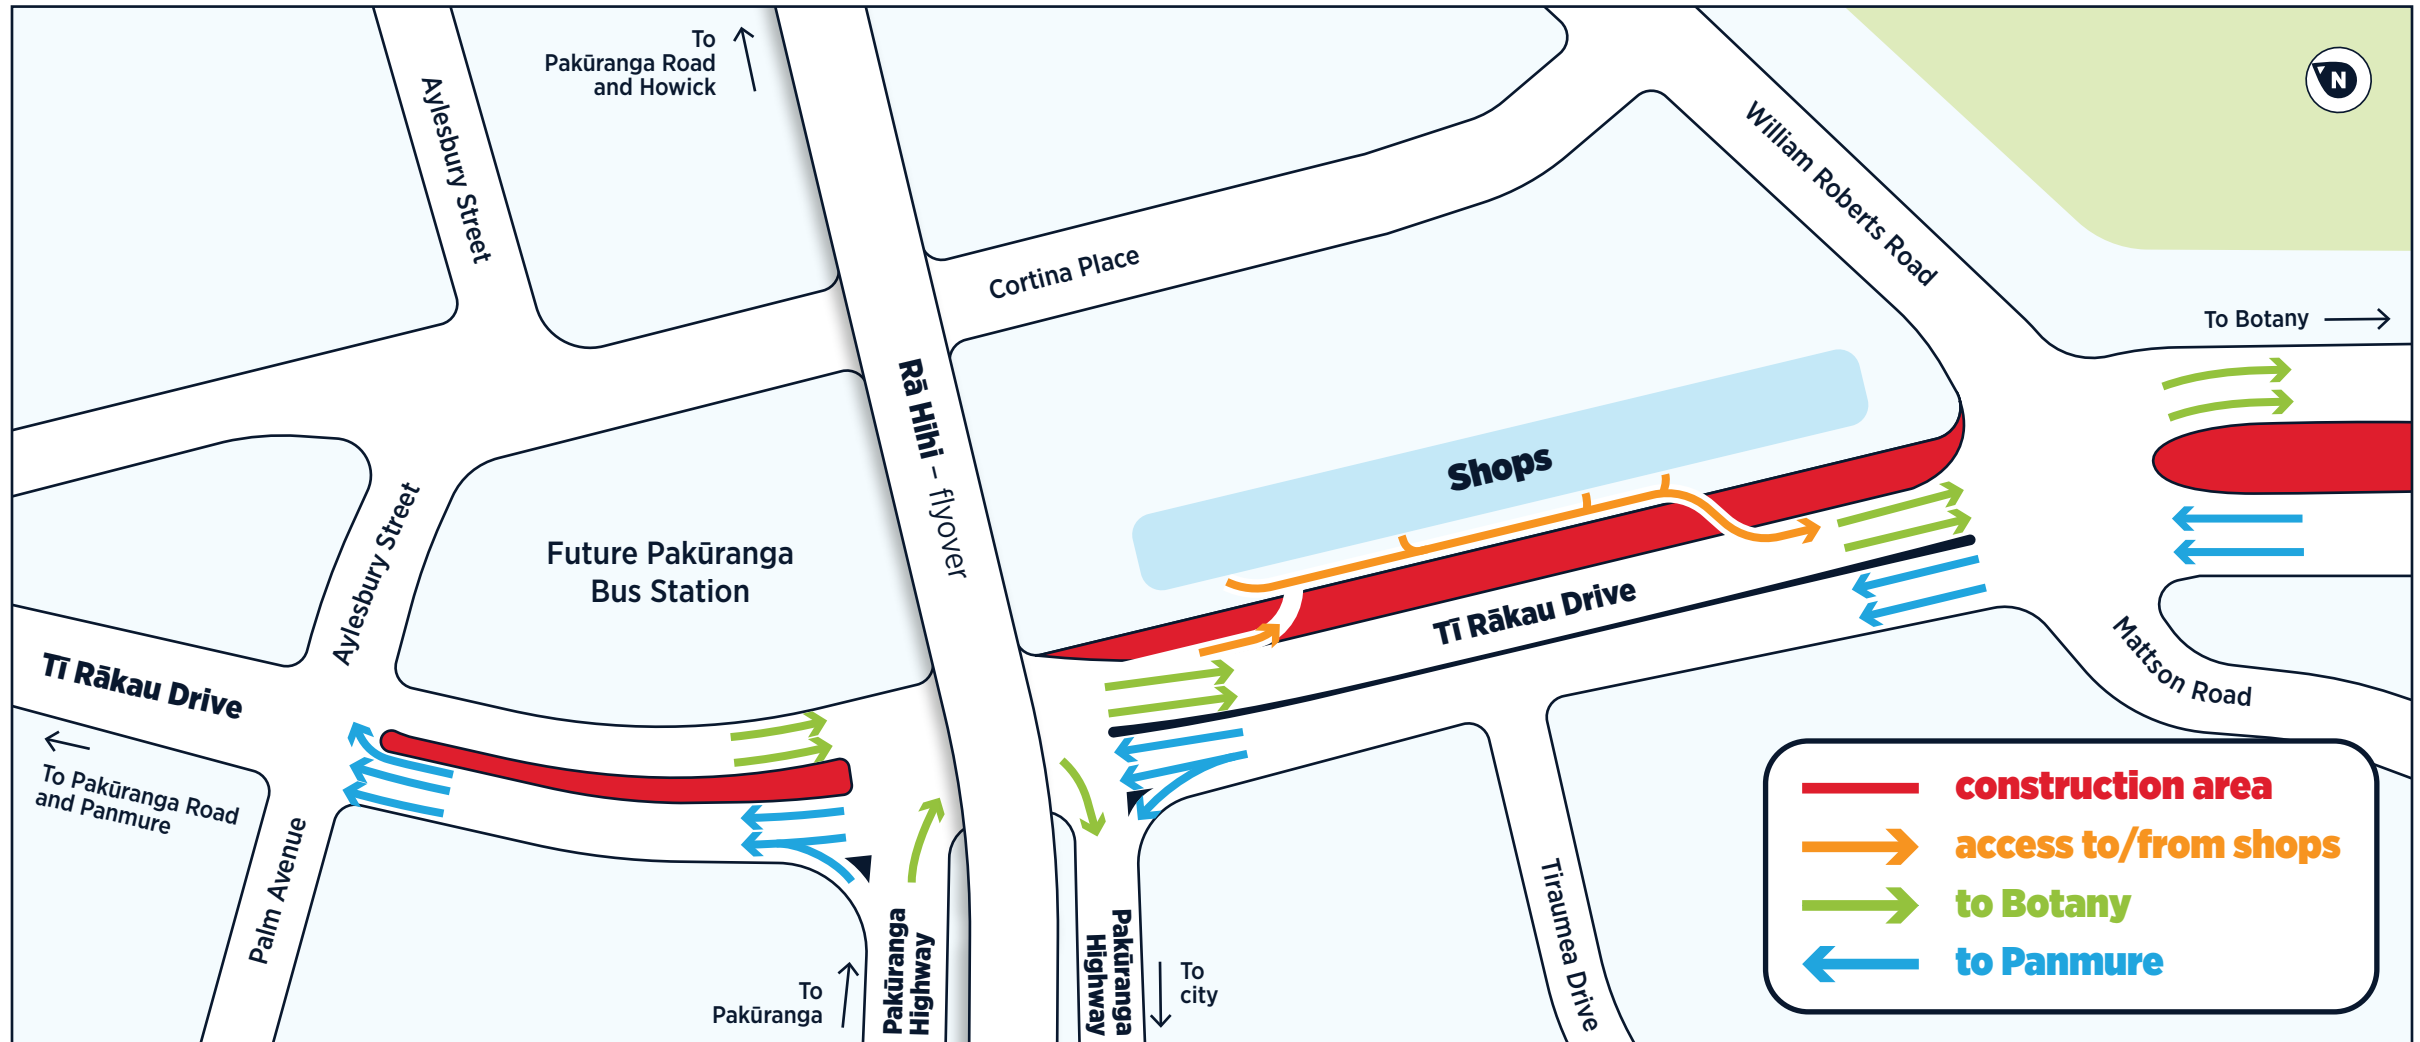 To
Pakūranga Road
and Howick
N
Aylesbury Street
William Roberts Road
Cortina Place
To Botany
Rā Hihi – flyover
Shops
Aylesbury Street
Future Pakūranga
Bus Station
Tī Rākau Drive
Tī Rākau Drive
Mattson Road
To Pakūranga Road
and Panmure
Palm Avenue
Pakūranga
Highway
To
Pakūranga
Pakūranga
Highway
To
city
Tiraumea Drive
construction area
access to/from shops
to Botany
to Panmure